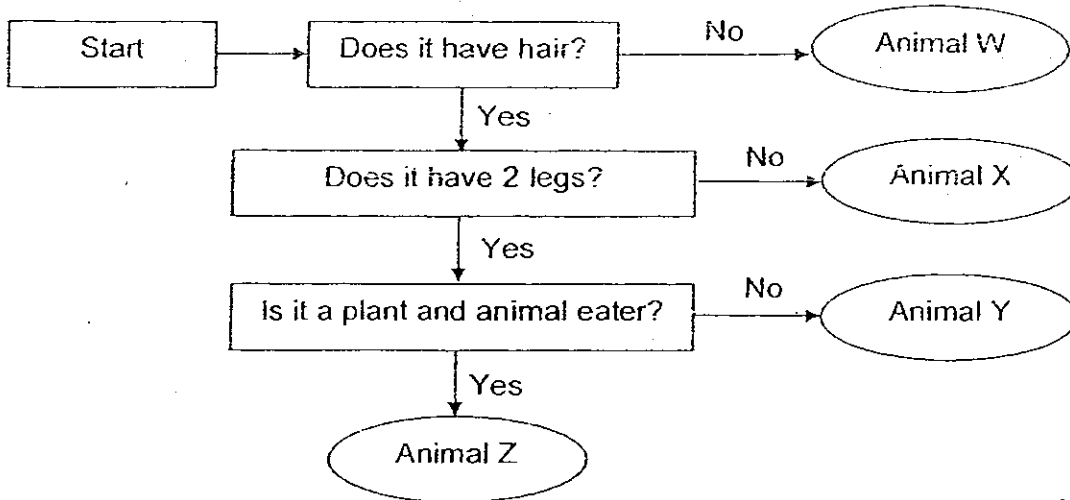 Start
Does it have hair?
No
Animal W
Yes
Does it have 2 legs?
No
Animal X
Yes
Is it a plant and animal eater?
No
Animal Y
Yes
Animal Z